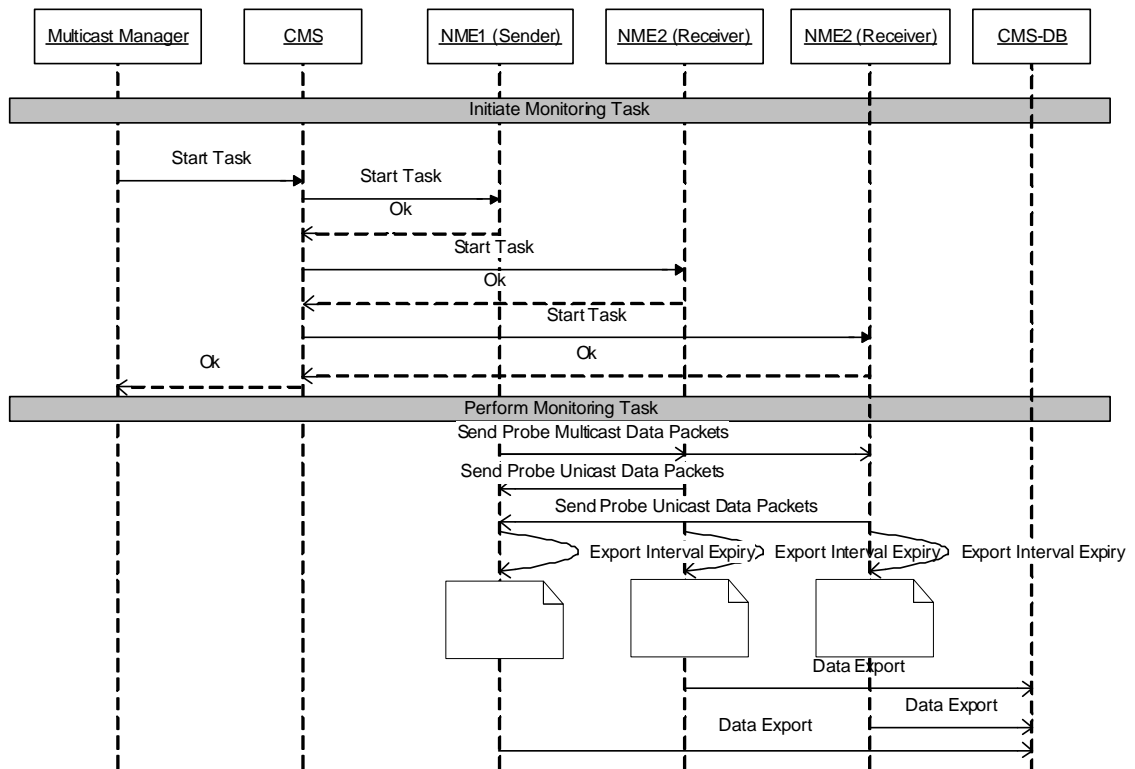 Multicast Manager
CMS
NME1 (Sender)
NME2 (Receiver)
NME2 (Receiver)
CMS-DB
Initiate Monitoring Task
Start Task
Start Task
Ok
Start Task
Ok
Start Task
Ok
Ok
Perform Monitoring Task
Send Probe Multicast Data Packets
Send Probe Unicast Data Packets
Send Probe Unicast Data Packets
Export Interval Expiry
Export Interval Expiry
Export Interval Expiry
Data Export
Data Export
Data Export